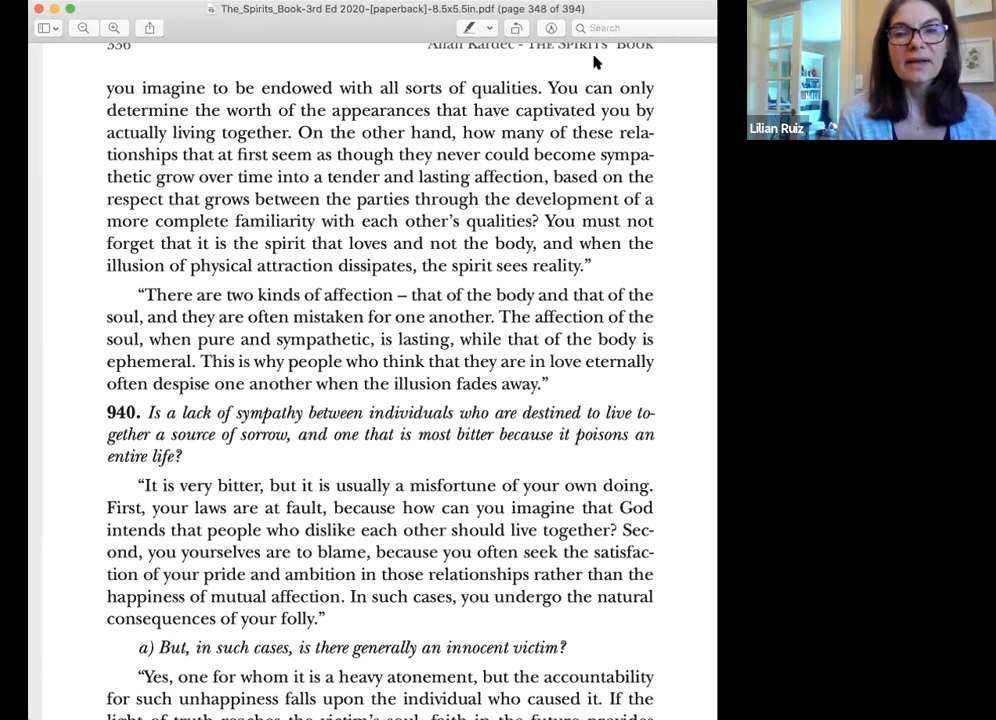 The_Spirits_Book-3rd Ed 2020-[paperback]-8.5x5.5in.pdf (page 348 of 394)
Search
336 Allan Kardec - THE SPIRITS' BOOK
you imagine to be endowed with all sorts of qualities. You can only
determine the worth of the appearances that have captivated you by
actually living together. On the other hand, how many of these rela-
tionships that at first seem as though they never could become sympa-
thetic grow over time into a tender and lasting affection, based on the
respect that grows between the parties through the development of a
more complete familiarity with each other's qualities? You must not
forget that it is the spirit that loves and not the body, and when the
illusion of physical attraction dissipates, the spirit sees reality.”
“There are two kinds of affection – that of the body and that of the
soul, and they are often mistaken for one another. The affection of the
soul, when pure and sympathetic, is lasting, while that of the body is
ephemeral. This is why people who think that they are in love eternally
often despise one another when the illusion fades away.”
940. Is a lack of sympathy between individuals who are destined to live to-
gether a source of sorrow, and one that is most bitter because it poisons an
entire life?
“It is very bitter, but it is usually a misfortune of your own doing.
First, your laws are at fault, because how can you imagine that God
intends that people who dislike each other should live together? Sec-
ond, you yourselves are to blame, because you often seek the satisfac-
tion of your pride and ambition in those relationships rather than the
happiness of mutual affection. In such cases, you undergo the natural
consequences of your folly.”
a) But, in such cases, is there generally an innocent victim?
“Yes, one for whom it is a heavy atonement, but the accountability
for such unhappiness falls upon the individual who caused it. If the
light of truth reaches the victim's soul, faith in the future provides
Lilian Ruiz